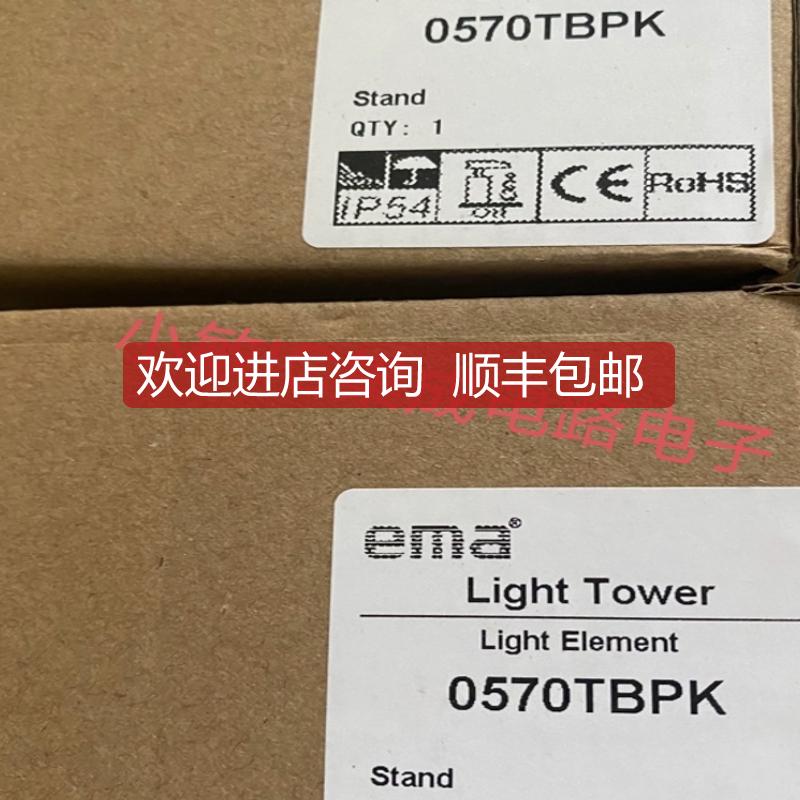 0570TBPK
Stand
QTY: 1
IP54
Oil
CE
RoHS
欢迎进店咨询 顺丰包邮
电路电子
ema®
Light Tower
Light Element
0570TBPK
Stand